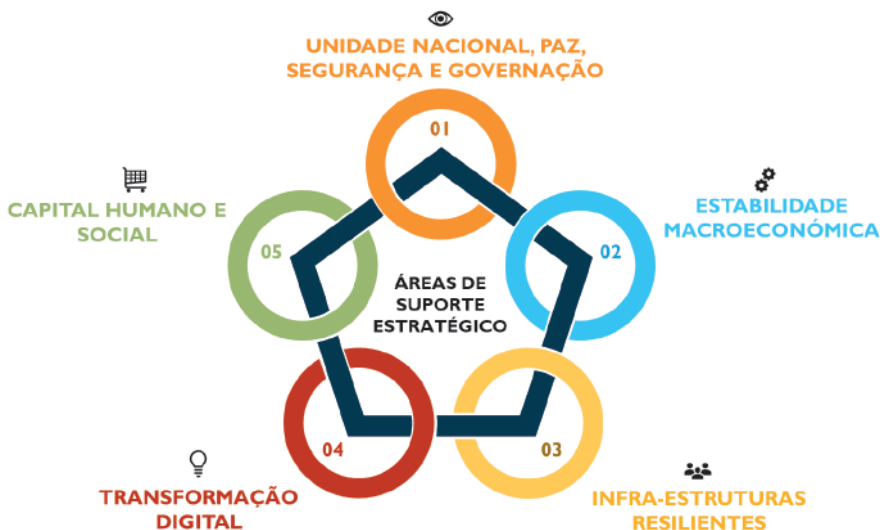 UNIDADE NACIONAL, PAZ,
SEGURANÇA E GOVERNAÇÃO
01
ESTABILIDADE
MACROECONÓMICA
02
CAPITAL HUMANO E
SOCIAL
05
ÁREAS DE
SUPORTE
ESTRATÉGICO
04
03
TRANSFORMAÇÃO
DIGITAL
INFRA-ESTRUTURAS
RESILIENTES